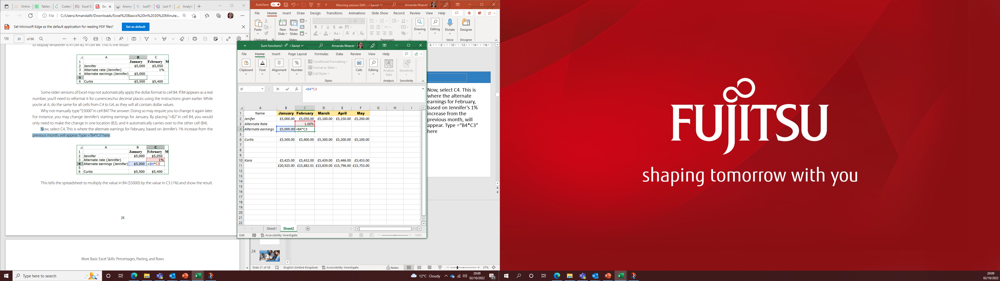 Online
Tables
CodesC
Excel Ba
Exc
Anony
JustIT C
Just IT
Analyt
File
C:/Users/AmandaW/Downloads/Excel%20Basics%20In%2030%20Minute...
Set Microsoft Edge as the default application for reading PDF files?
Set as default
30 of 66
to display whatever is in cell B2 in cell B4. This is the result:
A B C
1 January February M
2 Jennifer $5,000 $5,050
3 Alternate rate (Jennifer) 1%
4 Alternate earnings (Jennifer) $5,000
5
6 Curtis $5,500 $5,400
Some older versions of Excel may not automatically apply the dollar format to cell B4. If B4 appears as a real
number, you'll need to reformat it for currencies/no decimal places using the instructions given earlier. While
you're at it, do the same for all cells from C4 to G4, as they will all contain dollar values.
Why not manually type "$5000" in cell B4? The answer: Doing so may require you to change it again later.
For instance, you may change Jennifer's starting earnings for January. By placing "=B2" in cell B4, you would
only need to make the change in one location (B2), and it automatically carries over to the other cell (B4).
Now, select C4. This is where the alternate earnings for February, based on Jennifer's 1% increase from the
previous month, will appear. Type ="B4*C3" here:
A B C
1 January February M
2 Jennifer $5,000 $5,050
3 Alternate rate (Jennifer) 1%
4 Alternate earnings (Jennifer) $5,000 =B4*C3
5
6 Curtis $5,500 $5,400
This tells the spreadsheet to multiply the value in B4 ($5000) by the value in C3 (1%) and show the result.
24
More Basic Excel Skills: Percentages, Pasting, and Rows
AutoSave On Morning sesison DAY... • Saved Amanda Weaver
File Home Insert Draw Design Transitions Animations Slide Show Record Review View Help
Paste
New Slide
Reuse Slides
Drawing
Editing
Dictate
Designer
Clipboard Slides Font Paragraph Voice Designer
Sum functions1 • Saved Amanda Weaver
File Home Insert Page Layout Formulas Data Review View Help
Clipboard
Font
Alignment
Number
Conditional Formatting
Format as Table
Cell Styles
Styles
Cells
Editing
Analyze Data
Analysis
Sensitivity
Sensitivity
IF =B4*C3
A B C D E F G H I
1 Name January February March April May
2 Jenifer £5,000.00 £5,050.00 £5,100.00 £5,150.00 £5,200.00
3 Alternate Rate 1.00%
4 Alternate earnings £5,000.00 =B4*C3
5
6 Curtis £5,500.00 £5,400.00 £5,300.00 £5,200.00 £5,100.00
7
8
9
10 Kara £5,425.00 £5,432.00 £5,439.00 £5,446.00 £5,453.00
11 £20,925.00 £15,882.01 £15,839.00 £15,796.00 £15,753.00
12
13
14
15
16
17
18
19
20
21
22
Sheet1 Sheet2
Edit Accessibility: Investigate 100%
Now, select C4. This is
where the alternate
earnings for February,
based on Jennifer's 1%
increase from the
previous month, will
appear. Type ="B4*C3"
here
24
Slide 21 of 58 English (United Kingdom) Accessibility: Investigate Notes 57%
Type here to search
12°C Cloudy
20:09
02/10/2022
25
FUJITSU
shaping tomorrow with you
20:09
02/10/2022